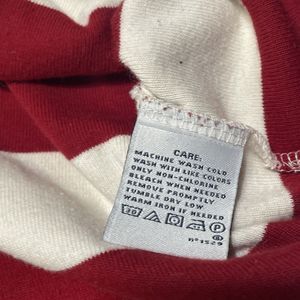 CARE:
MACHINE WASH COLD
WASH WITH LIKE COLORS
ONLY NON-CHLORINE
BLEACH WHEN NEEDED
REMOVE PROMPTLY
TUMBLE DRY LOW
WARM IRON IF NEEDED
nº1529